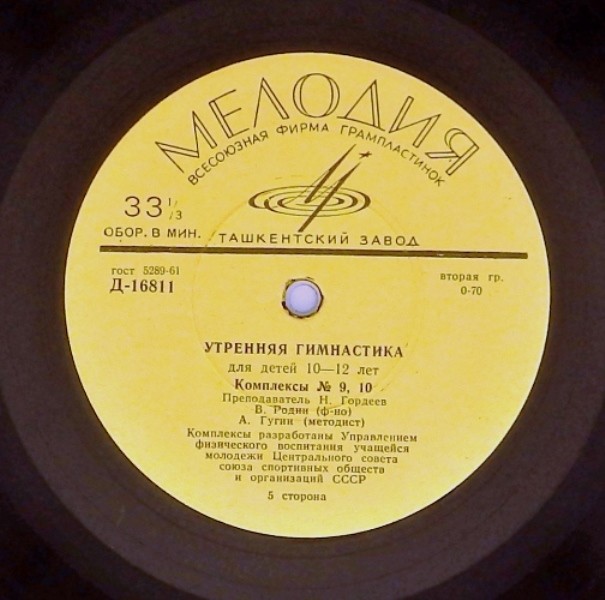 МЕЛОДИЯ
ВСЕСОЮЗНАЯ ФИРМА ГРАМПЛАСТИНОК
33 1/3
ОБОР. В МИН.
ТАШКЕНТСКИЙ ЗАВОД
гост 5289-61
Д-16811
вторая гр.
0-70
УТРЕННЯЯ ГИМНАСТИКА
для детей 10—12 лет
Комплексы № 9, 10
Преподаватель Н. Гордеев
В. Родин (ф-но)
А. Гугин (методист)
Комплексы разработаны Управлением
физического воспитания учащейся
молодежи Центрального совета
союза спортивных обществ
и организаций СССР
5 сторона